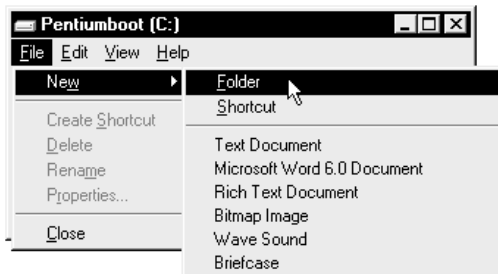 Pentiumboot (C:)
File Edit View Help
New
Create Shortcut
Delete
Rename
Properties...
Close
Folder
Shortcut
Text Document
Microsoft Word 6.0 Document
Rich Text Document
Bitmap Image
Wave Sound
Briefcase